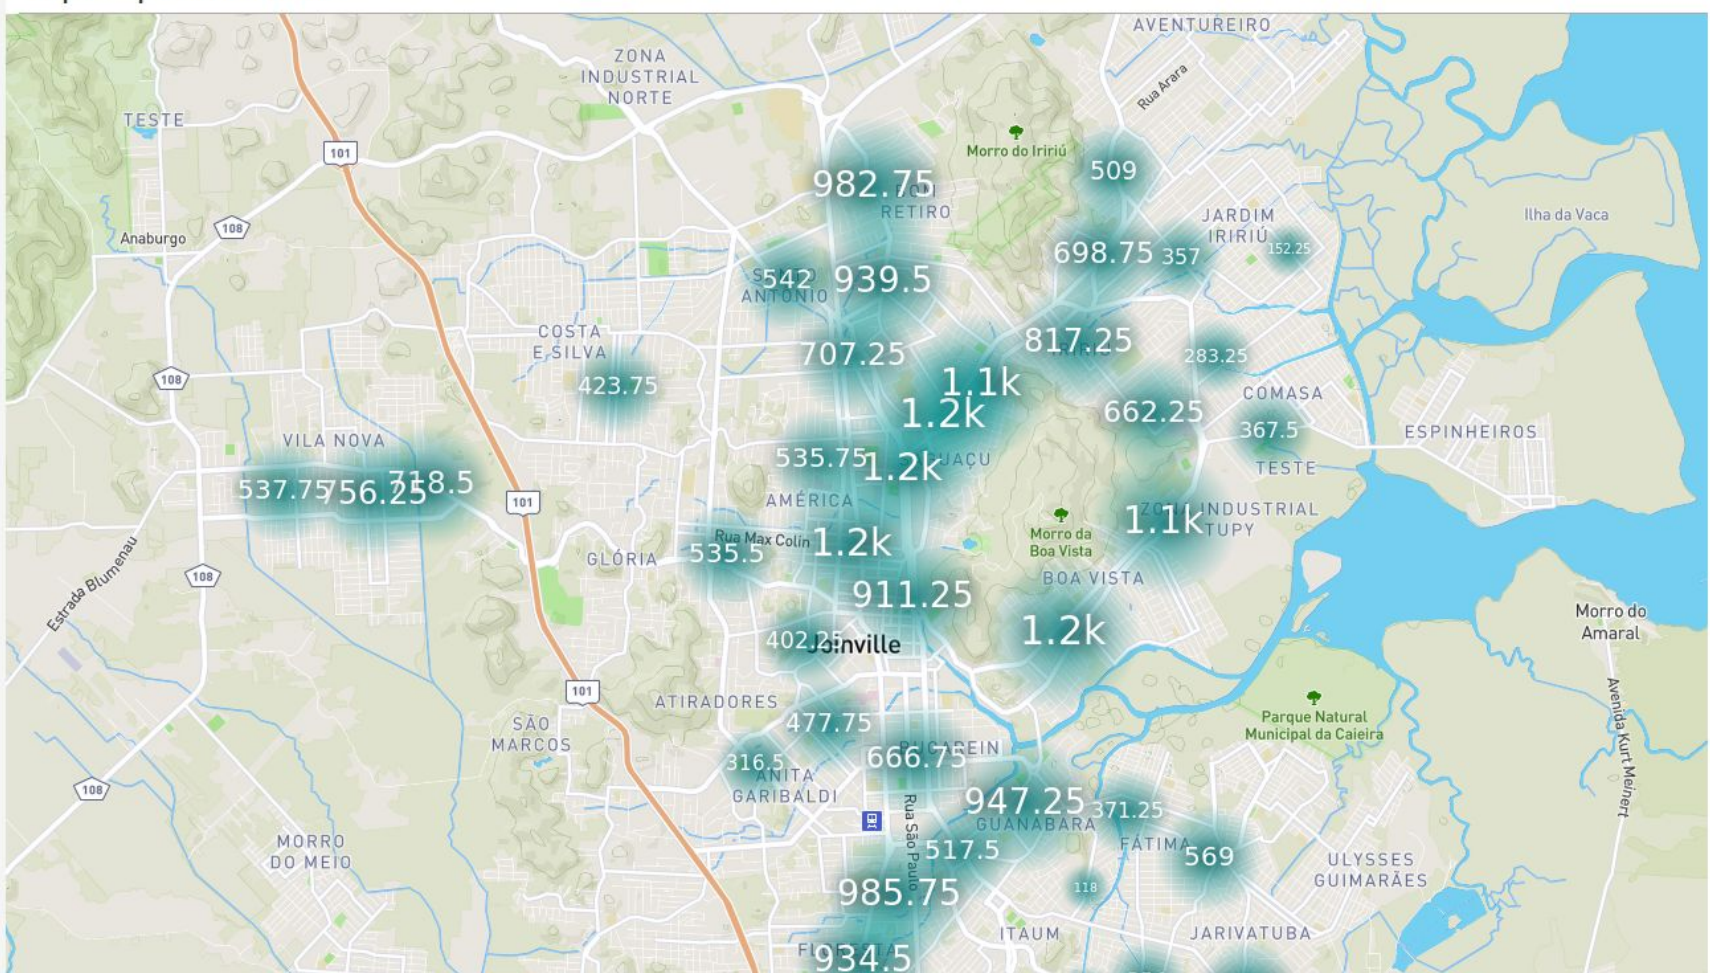 AVENTUREIRO
ZONA
INDUSTRIAL
NORTE
Rua Arara
TESTE
101
Morro do Iririú
509
982.75
BOM
RETIRO
JARDIM
IRIRIÚ
Ilha da Vaca
108
Anaburgo
698.75
357
152.25
542
939.5
ANTONIO
COSTA
E SILVA
707.25
817.25
283.25
108
423.75
1.1k
COMASA
1.2k
662.25
367.5
ESPINHEIROS
VILA NOVA
535.75
1.2k
TESTE
537.75
756.25
718.5
AMÉRICA
101
ZONA INDUSTRIAL
TUPY
1.1k
Rua Max Colin
1.2k
Morro da
Boa Vista
535.5
GLÓRIA
BOA VISTA
108
Estrada Blumenau
911.25
Morro do
Amaral
1.2k
402.25
Joinville
101
ATIRADORES
Avenida Kurt Meinert
SÃO
MARCOS
477.75
Parque Natural
Municipal da Caieira
666.75
BUCAREIN
316.5
ANITA
GARIBALDI
108
947.25
371.25
GUANABARA
Rua São Paulo
FÁTIMA
517.5
569
MORRO
DO MEIO
ULYSSES
GUIMARÃES
118
985.75
ITAUM
JARIVATUBA
FLORESTA
934.5